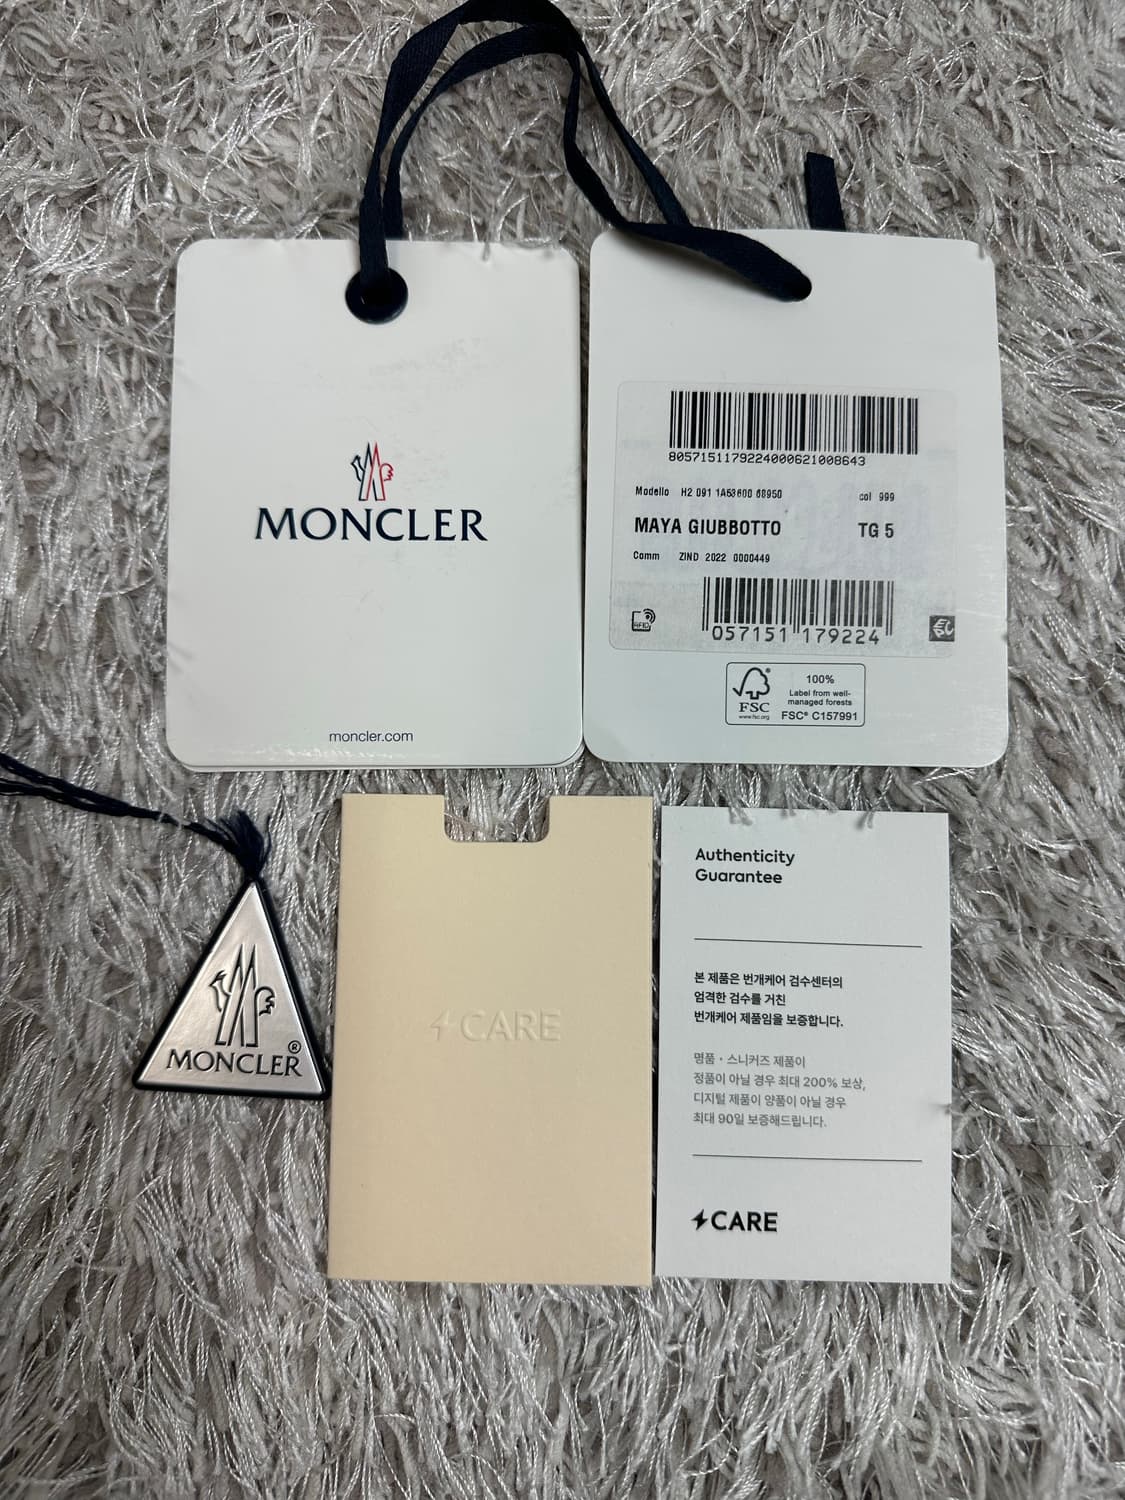 MONCLER
moncler.com
8057151179224000621008643
Modello H2 091 1A53600 68950 col 999
MAYA GIUBBOTTO TG 5
Comm ZIND 2022 0000449
RFID
057151 179224
FSC
www.fsc.org
100%
Label from well-
managed forests
FSC® C157991
MONCLER®
CARE
Authenticity
Guarantee
본 제품은 번개케어 검수센터의
엄격한 검수를 거친
번개케어 제품임을 보증합니다.
명품・스니커즈 제품이
정품이 아닐 경우 최대 200% 보상,
디지털 제품이 양품이 아닐 경우
최대 90일 보증해드립니다.
CARE